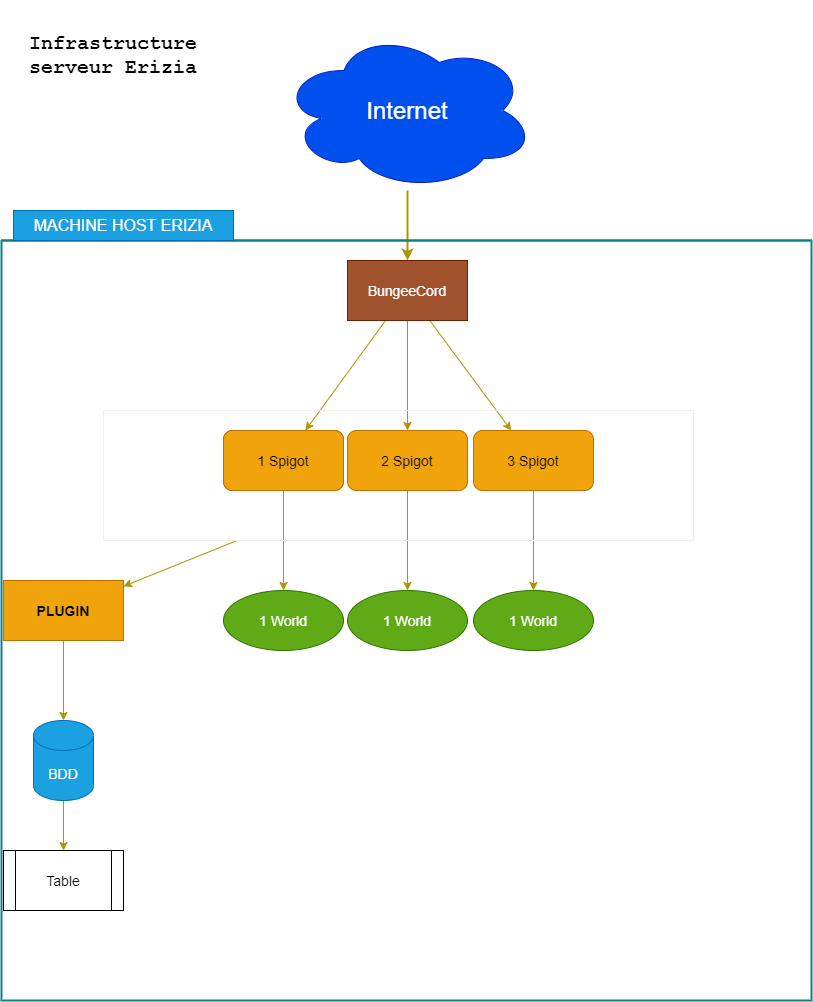 Infrastructure
serveur Erizia
Internet
MACHINE HOST ERIZIA
BungeeCord
1 Spigot
2 Spigot
3 Spigot
PLUGIN
1 World
1 World
1 World
BDD
Table